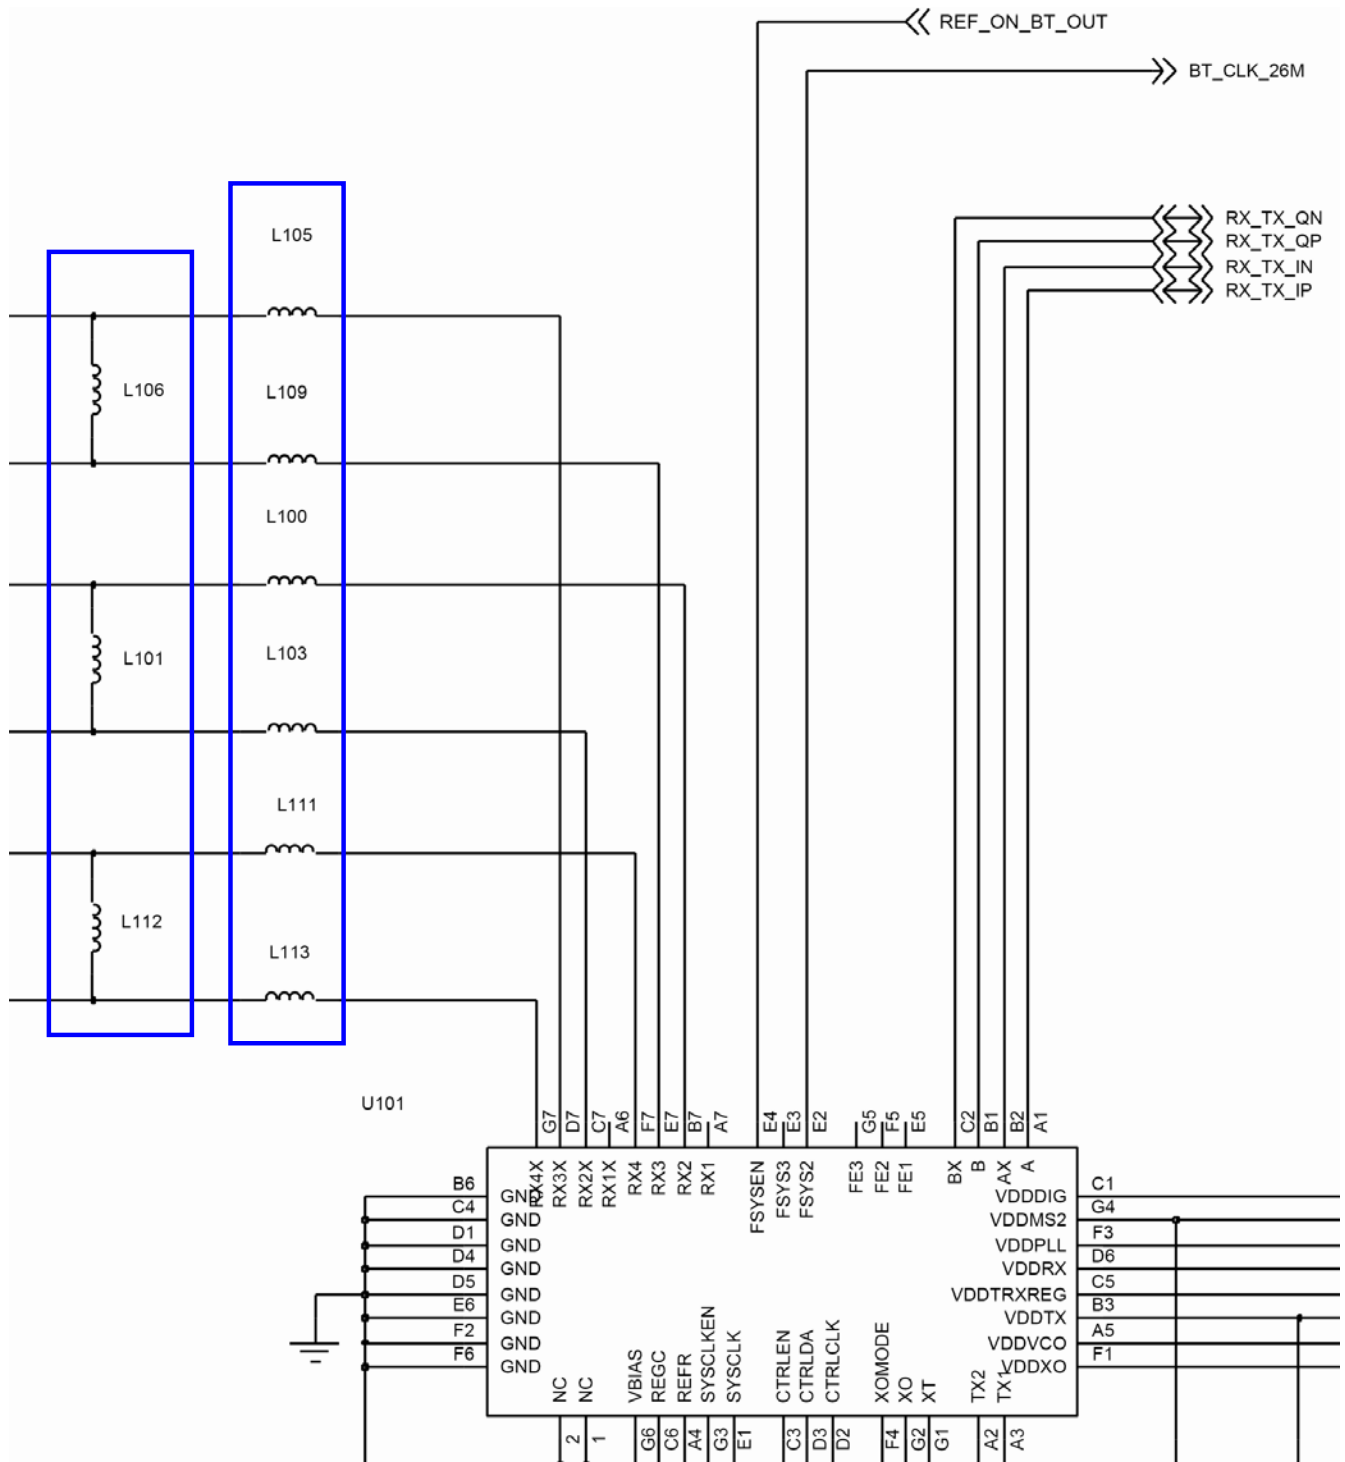 REF_ON_BT_OUT
BT_CLK_26M
RX_TX_QN
RX_TX_QP
RX_TX_IN
RX_TX_IP
L105
L106
L109
L100
L101
L103
L111
L112
L113
U101
G7 D7 C7 A6 F7 E7 B7 A7 E4 E3 E2 G5 F5 E5 C2 B1 B2 A1
RX4X RX3X RX2X RX1X RX4 RX3 RX2 RX1 FSYSEN FSYS3 FSYS2 FE3 FE2 FE1 BX B AX A
B6 GND VDDDIG C1
C4 GND VDDMS2 G4
D1 GND VDDPLL F3
D4 GND VDDRX D6
D5 GND VDDTRXREG C5
E6 GND VDDTX B3
F2 GND VDDVCO A5
F6 GND VDDXO F1
NC NC VBIAS REGC REFR SYSCLKEN SYSCLK CTRLEN CTRLDA CTRLCLK XOMODE XO XT TX2 TX1
2 1 G6 C6 A4 G3 E1 C3 D3 D2 F4 G2 G1 A2 A3